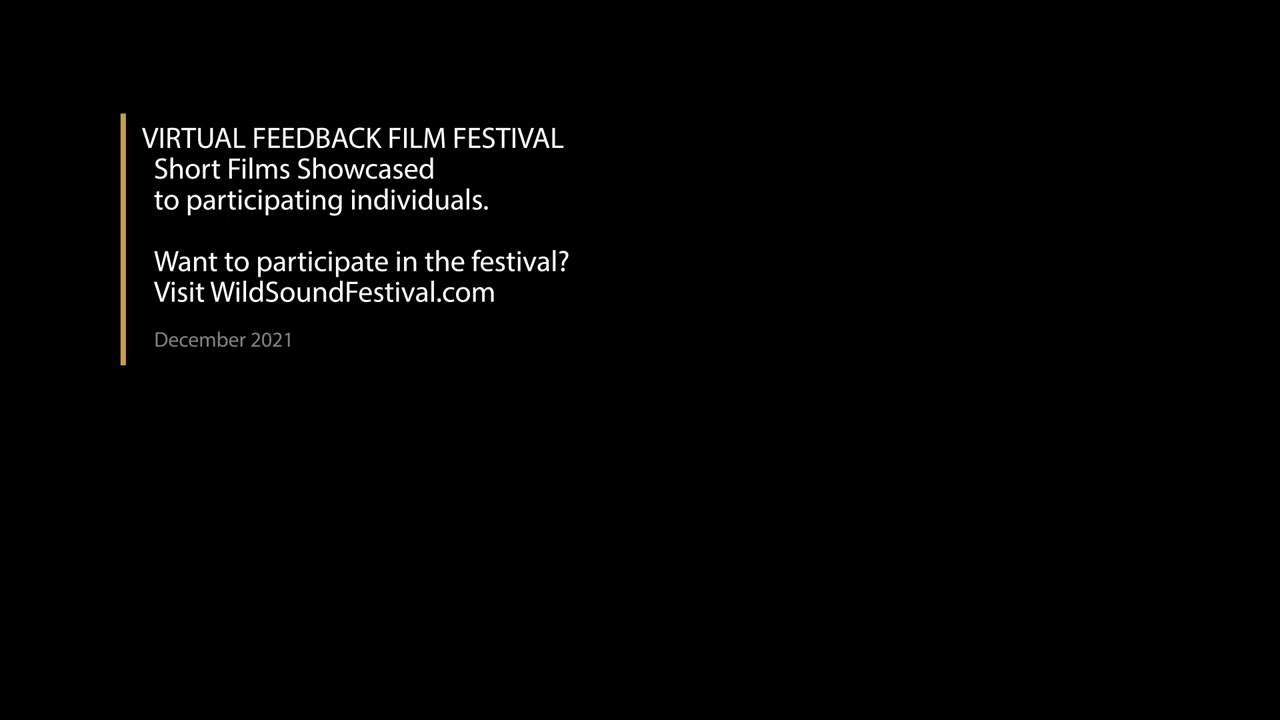 VIRTUAL FEEDBACK FILM FESTIVAL
Short Films Showcased
to participating individuals.
Want to participate in the festival?
Visit WildSoundFestival.com
December 2021